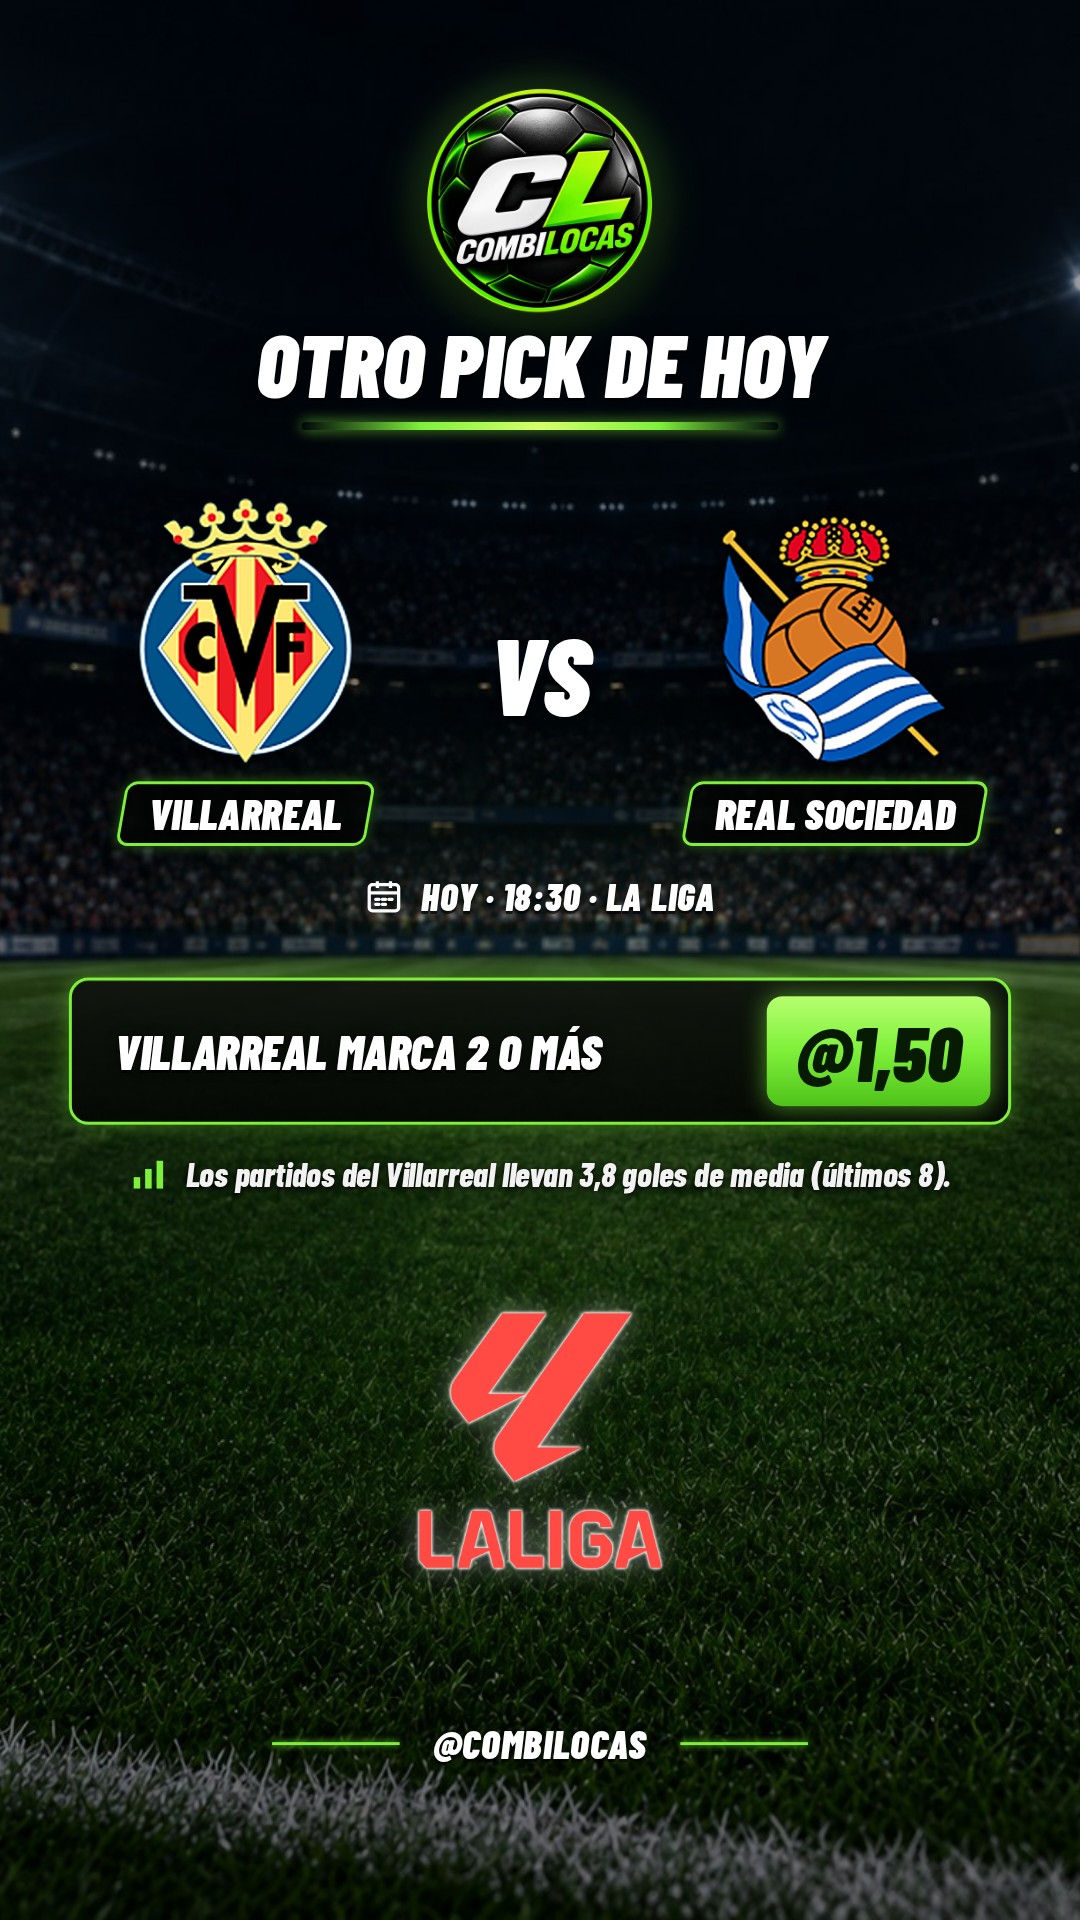 CL
COMBILOCAS
OTRO PICK DE HOY
CVF
VS
VILLARREAL
REAL SOCIEDAD
HOY · 18:30 · LA LIGA
VILLARREAL MARCA 2 O MÁS
@1,50
Los partidos del Villarreal llevan 3,8 goles de media (últimos 8).
LALIGA
@COMBILOCAS